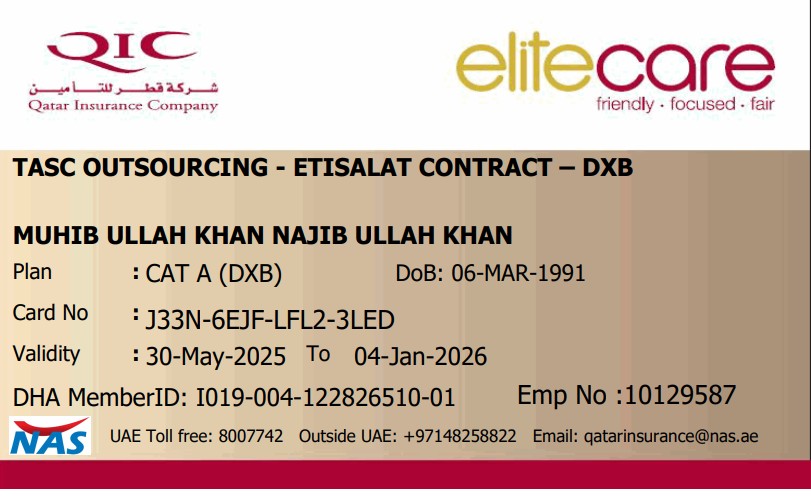 QIC
شركة قطر للتأمين
Qatar Insurance Company
elitecare
friendly · focused · fair
TASC OUTSOURCING - ETISALAT CONTRACT – DXB
MUHIB ULLAH KHAN NAJIB ULLAH KHAN
Plan : CAT A (DXB) DoB: 06-MAR-1991
Card No : J33N-6EJF-LFL2-3LED
Validity : 30-May-2025 To 04-Jan-2026
DHA MemberID: I019-004-122826510-01 Emp No :10129587
NAS UAE Toll free: 8007742 Outside UAE: +97148258822 Email: qatarinsurance@nas.ae